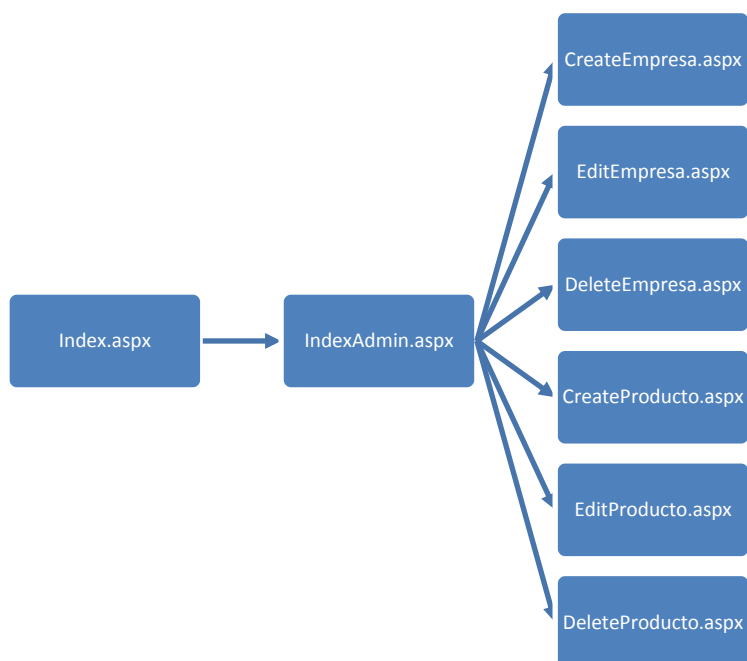 CreateEmpresa.aspx
EditEmpresa.aspx
DeleteEmpresa.aspx
Index.aspx
IndexAdmin.aspx
CreateProducto.aspx
EditProducto.aspx
DeleteProducto.aspx